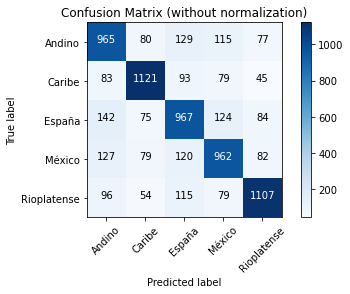 Confusion Matrix (without normalization)
Andino 965 80 129 115 77
Caribe 83 1121 93 79 45
España 142 75 967 124 84
México 127 79 120 962 82
Rioplatense 96 54 115 79 1107
True label
Andino Caribe España México Rioplatense
Predicted label
1000
800
600
400
200